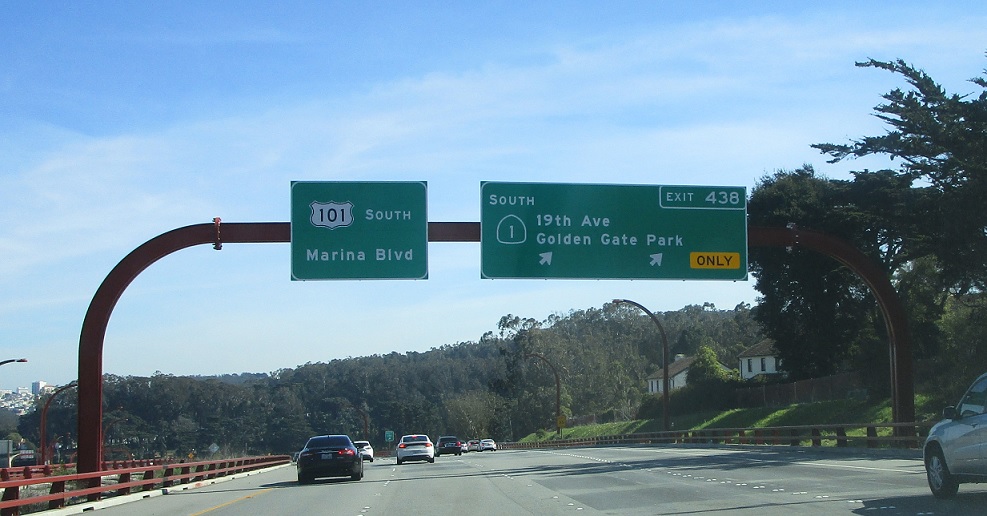 101 SOUTH
Marina Blvd
EXIT 438
SOUTH
1 19th Ave
Golden Gate Park
ONLY